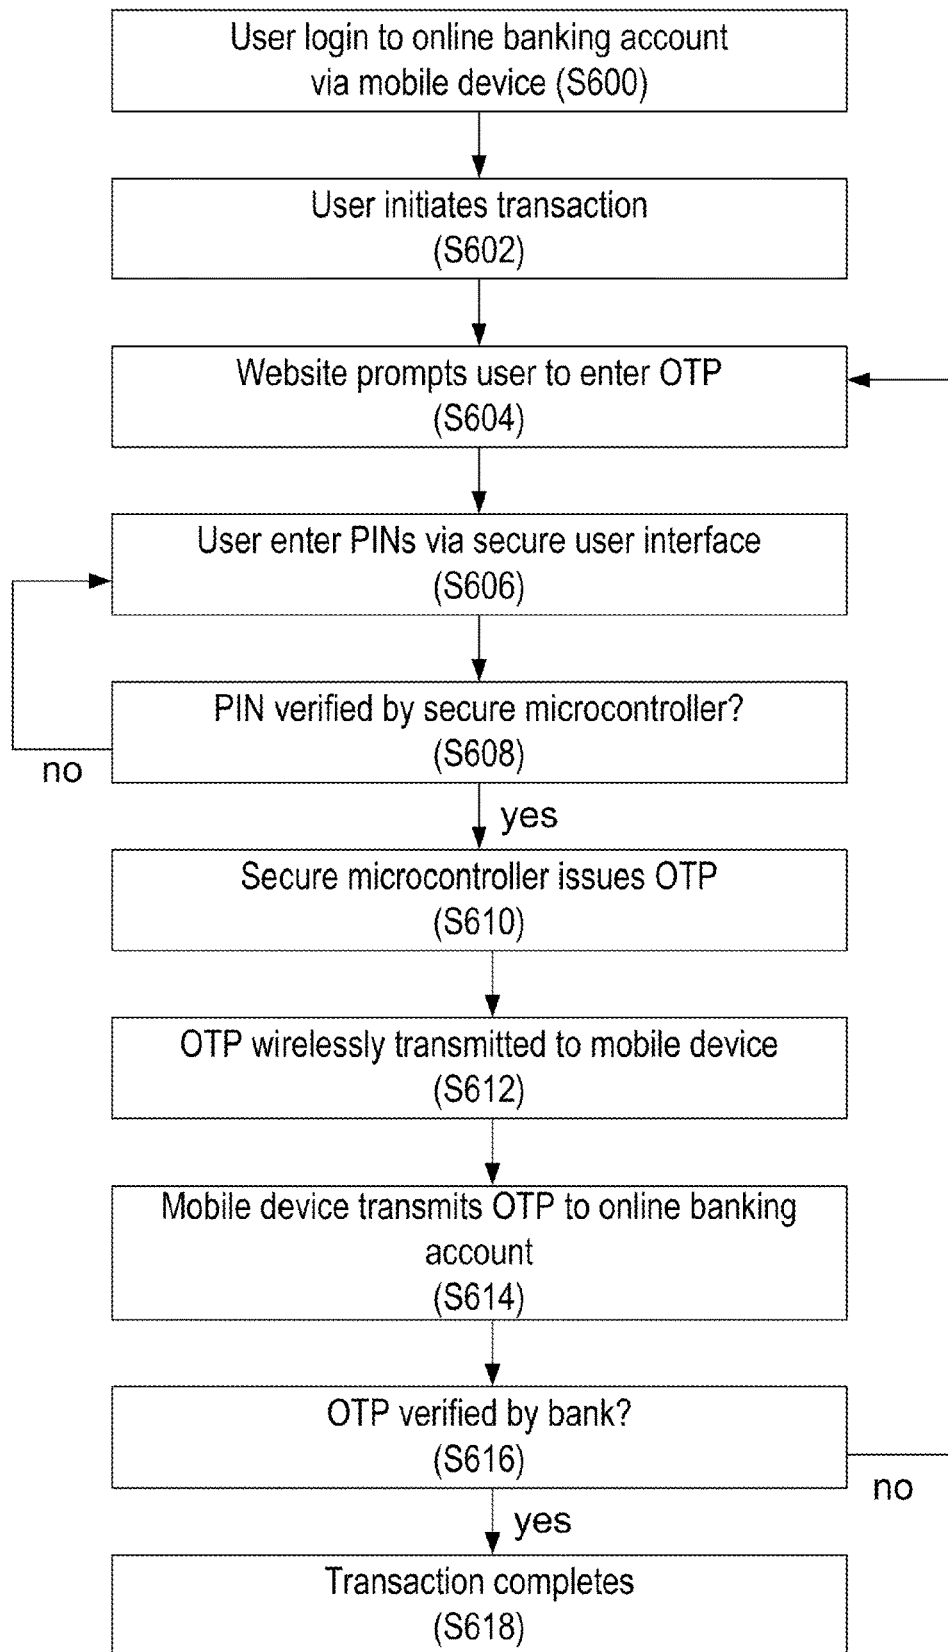 User login to online banking account
via mobile device (S600)
User initiates transaction
(S602)
Website prompts user to enter OTP
(S604)
User enter PINs via secure user interface
(S606)
PIN verified by secure microcontroller?
(S608)
no
yes
Secure microcontroller issues OTP
(S610)
OTP wirelessly transmitted to mobile device
(S612)
Mobile device transmits OTP to online banking
account
(S614)
OTP verified by bank?
(S616)
no
yes
Transaction completes
(S618)